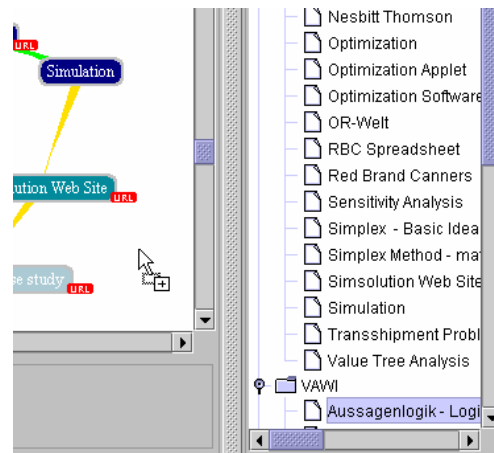 URL
Simulation
ution Web Site
URL
se study
URL
Nesbitt Thomson
Optimization
Optimization Applet
Optimization Software
OR-Welt
RBC Spreadsheet
Red Brand Canners
Sensitivity Analysis
Simplex - Basic Idea
Simplex Method - ma
Simsolution Web Site
Simulation
Transshipment Probl
Value Tree Analysis
VAWI
Aussagenlogik - Logi